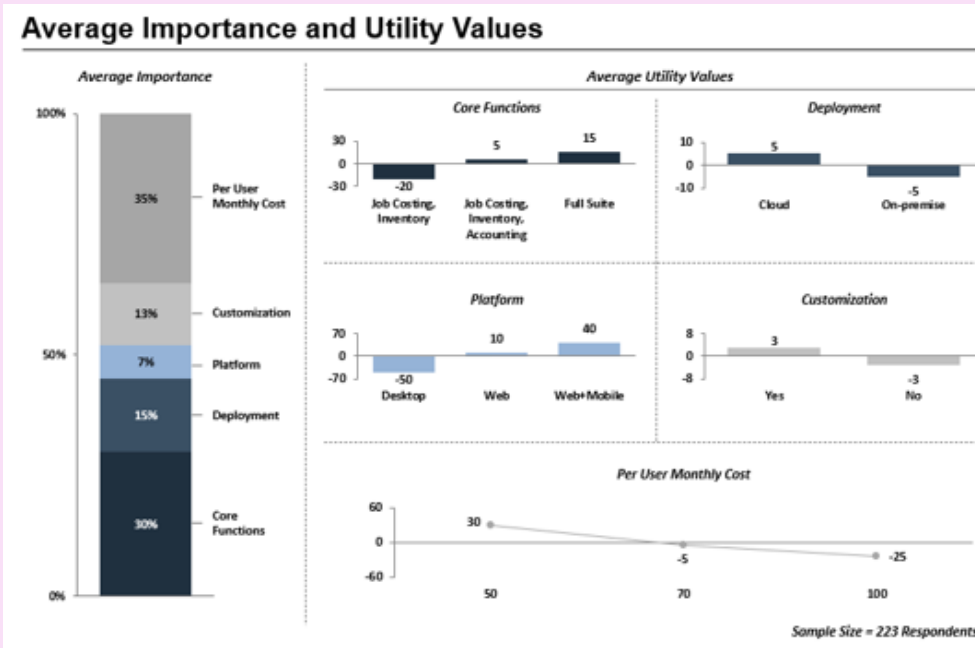 Average Importance and Utility Values
Average Importance
100%
50%
0%
35%
13%
7%
15%
30%
Per User
Monthly Cost
Customization
Platform
Deployment
Core
Functions
Average Utility Values
Core Functions
30
0
-30
-20
5
15
Job Costing,
Inventory
Job Costing,
Inventory,
Accounting
Full Suite
Deployment
10
0
-10
5
-5
Cloud
On-premise
Platform
70
0
-70
-50
10
40
Desktop
Web
Web+Mobile
Customization
8
0
-8
3
-3
Yes
No
Per User Monthly Cost
60
0
-60
30
-5
-25
50
70
100
Sample Size = 223 Respondents